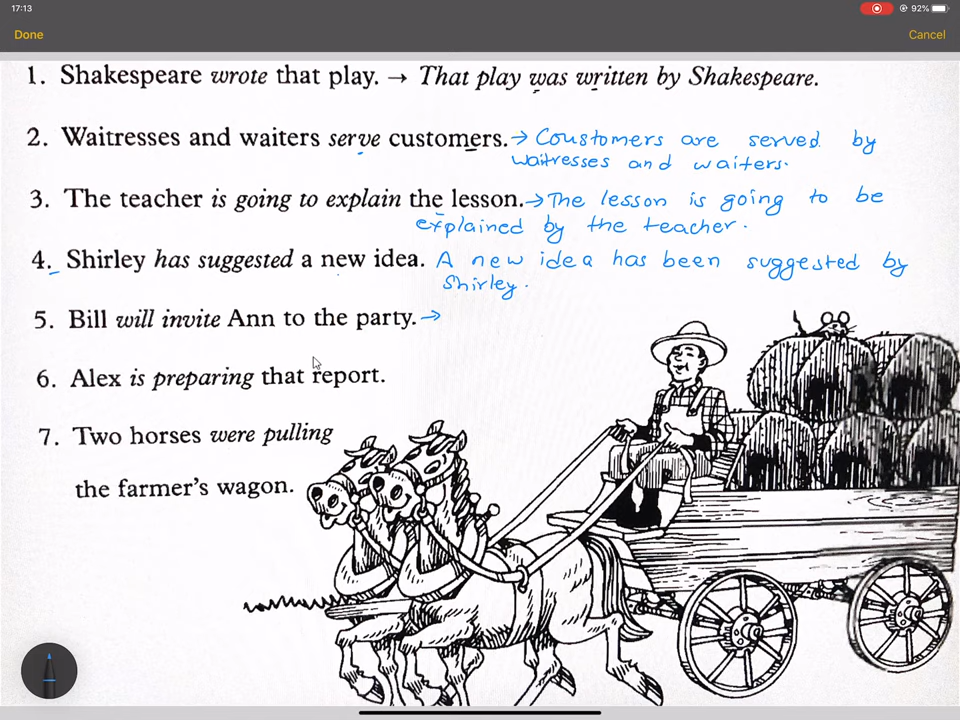 17:13
92%
Done
Cancel
1. Shakespeare wrote that play. → That play was written by Shakespeare.
2. Waitresses and waiters serve customers. → Coustomers are served by
waitresses and waiters.
3. The teacher is going to explain the lesson. → The lesson is going to be
explained by the teacher.
4. Shirley has suggested a new idea. A new idea has been suggested by
Shirley.
5. Bill will invite Ann to the party. →
6. Alex is preparing that report.
7. Two horses were pulling
the farmer's wagon.